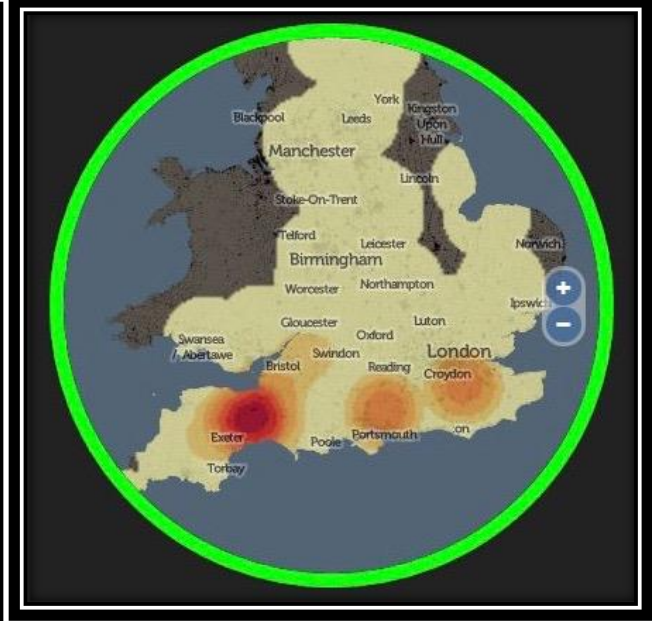 York
Kingston
Upon
Hull
Blackpool
Leeds
Manchester
Lincoln
Stoke-On-Trent
Telford
Leicester
Norwich
Birmingham
Worcester
Northampton
Ipswich
+
Gloucester
Luton
−
Swansea
/ Abertawe
Oxford
Swindon
London
Bristol
Reading
Croydon
Exeter
Poole
Portsmouth
on
Torbay